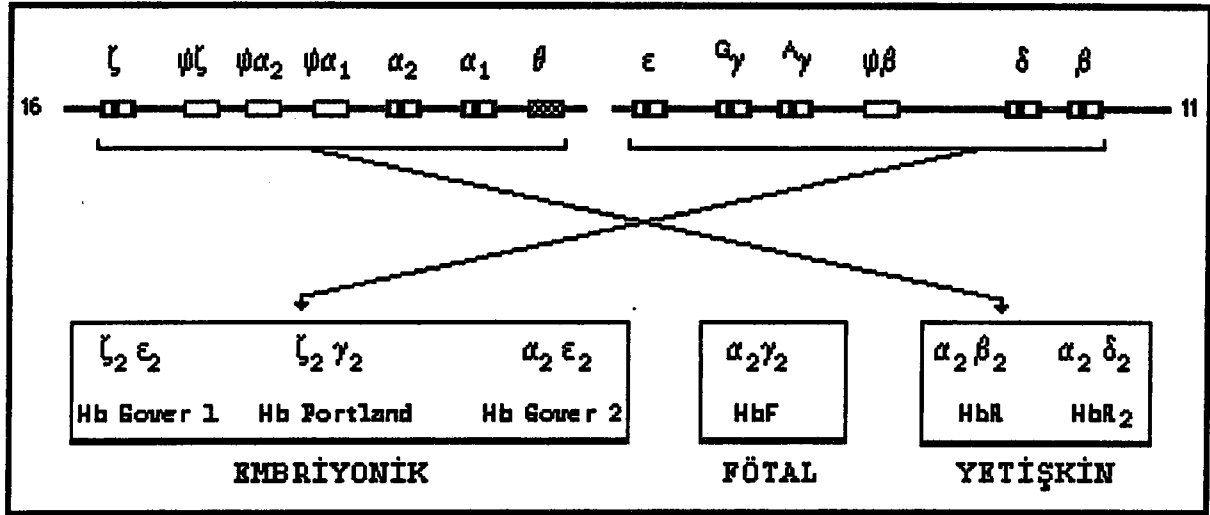 ζ ψζ ψα₂ ψα₁ α₂ α₁ θ ε ᴳγ ᴬγ ψβ δ β
16 11
ζ₂ ε₂ ζ₂ γ₂ α₂ ε₂ α₂γ₂ α₂ β₂ α₂ δ₂
Hb Gower 1 Hb Portland Hb Gower 2 HbF HbA HbA₂
EMBRİYONİK FÖTAL YETİŞKİN